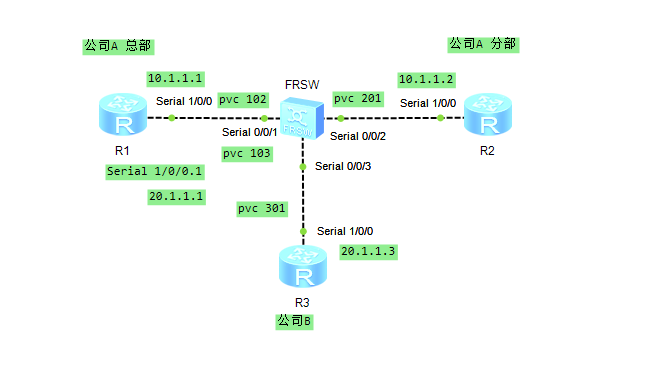 公司A 总部
公司A 分部
10.1.1.1
10.1.1.2
FRSW
Serial 1/0/0
pvc 102
pvc 201
Serial 1/0/0
Serial 0/0/1
Serial 0/0/2
R1
pvc 103
R2
Serial 1/0/0.1
Serial 0/0/3
20.1.1.1
pvc 301
Serial 1/0/0
20.1.1.3
R3
公司B